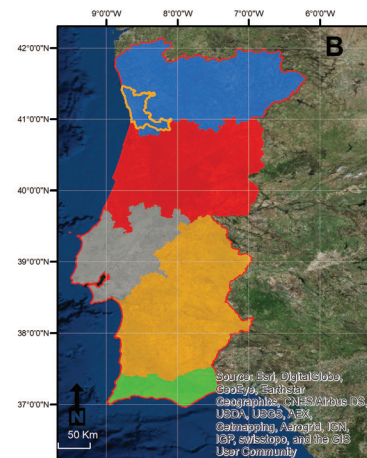 9°0'0"W 8°0'0"W 7°0'0"W 6°0'0"W
B
42°0'0"N
41°0'0"N
40°0'0"N
39°0'0"N
38°0'0"N
37°0'0"N
N
50 Km
Source: Esri, DigitalGlobe,
GeoEye, Earthstar
Geographics, CNES/Airbus DS,
USDA, USGS, AEX,
Getmapping, Aerogrid, IGN,
IGP, swisstopo, and the GIS
User Community